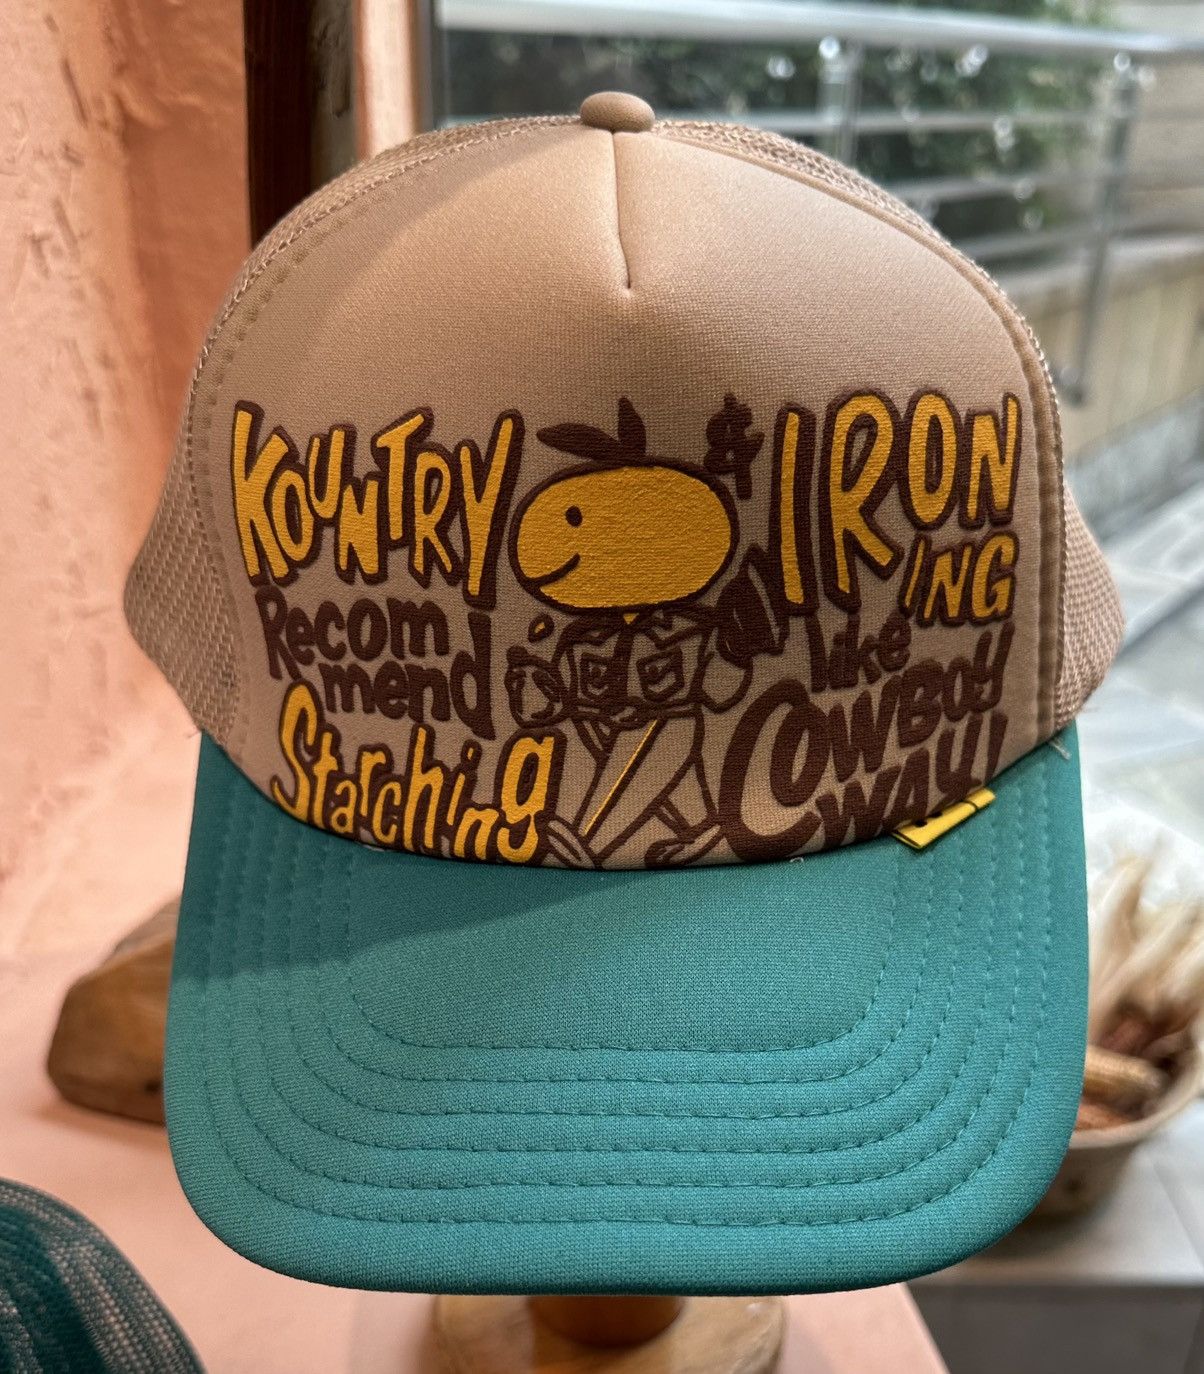 KOUNTRY
Recom
mend
Starching
& IRON
ING
like
COWBOY
WAY!